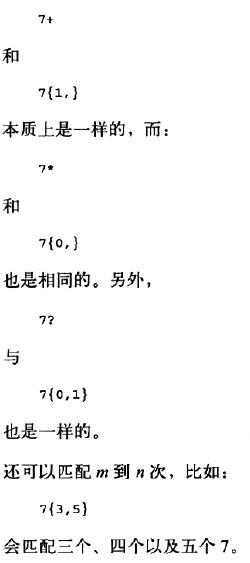 7+
和
7{1,}
本质上是一样的，而：
7*
和
7{0,}
也是相同的。另外，
7?
与
7{0,1}
也是一样的。
还可以匹配 m 到 n 次，比如：
7{3,5}
会匹配三个、四个以及五个 7。